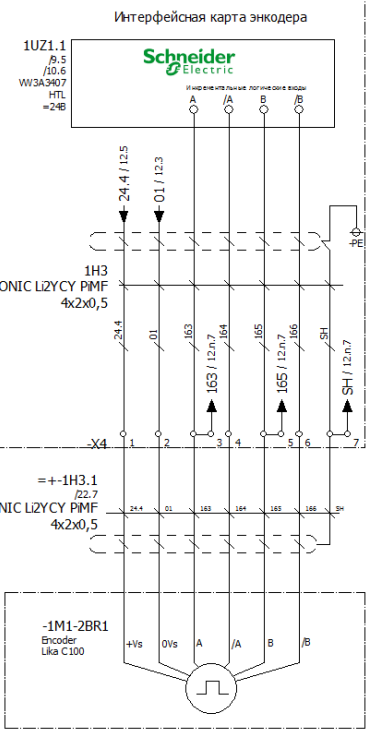 Интерфейсная карта энкодера
1UZ1.1
/9.5
/10.6
VW3A3407
HTL
=24В
Schneider
Electric
Инкрементальные логические входы
A /A B /B
24.4 / 12.5
01 / 12.3
-PE
1H3
ONIC Li2YCY PiMF
4x2x0,5
24.4 01 163 164 165 166 SH
163 / 12.n.7
165 / 12.n.7
SH / 12.n.7
-X4 1 2 3 4 5 6 7
=+-1H3.1
/22.7
NIC Li2YCY PiMF
4x2x0,5
24.4 01 163 164 165 166 SH
-1M1-2BR1
Encoder
Lika C100
+Vs 0Vs A /A B /B